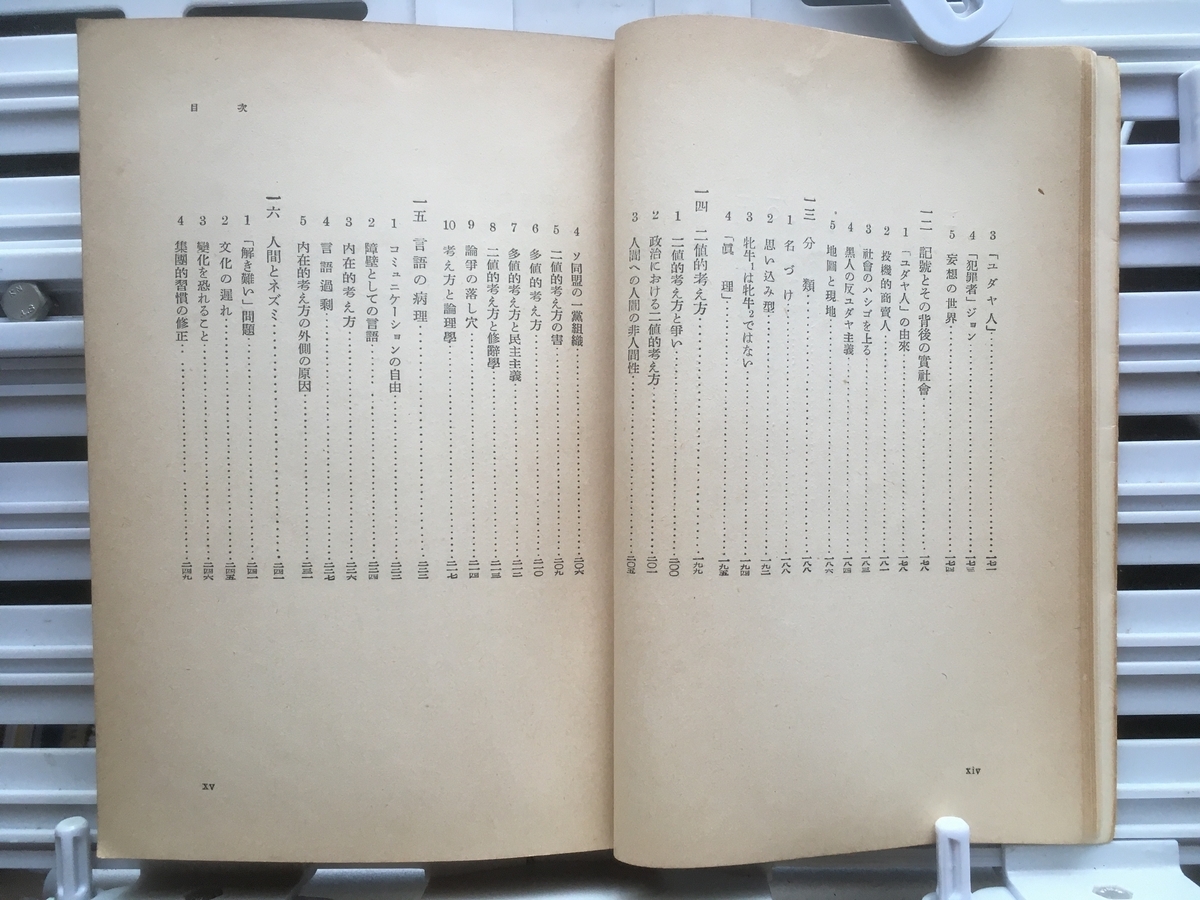 3 「ユダヤ人」 一七一
4 「犯罪者」ジョン 一七三
5 妄想の世界 一七四
一二 記號とその背後の實社會 一七八
1 「ユダヤ人」の由來 一七八
2 投機的商賣人 一八一
3 社會のハシゴを上る 一八三
4 黑人の反ユダヤ主義 一八四
5 地圖と現地 一八六
一三 分類 一八八
1 名づけ 一八八
2 思い込み型 一九二
3 牝牛1は牝牛2ではない 一九四
4 「眞理」 一九五
一四 二値的考え方 一九九
1 二値的考え方と爭い 二〇〇
2 政治における二値的考え方 二〇一
3 人間への人間の非人間性 二〇五
xiv
目次
4 ソ同盟の一黨組織 二〇六
5 二値的考え方の害 二〇九
6 多値的考え方 二一〇
7 多値的考え方と民主主義 二一二
8 二値的考え方と修辭學 二一三
9 論爭の落し穴 二一四
10 考え方と論理學 二一七
一五 言語の病理 二二二
1 コミュニケーションの自由 二二二
2 障壁としての言語 二二四
3 內在的考え方 二二六
4 言語過剩 二二七
5 內在的考え方の外側の原因 二三一
一六 人間とネズミ 二四一
1 「解き難い」問題 二四一
2 文化の遲れ 二四五
3 變化を恐れること 二四六
4 集團的習慣の修正 二四九
xv